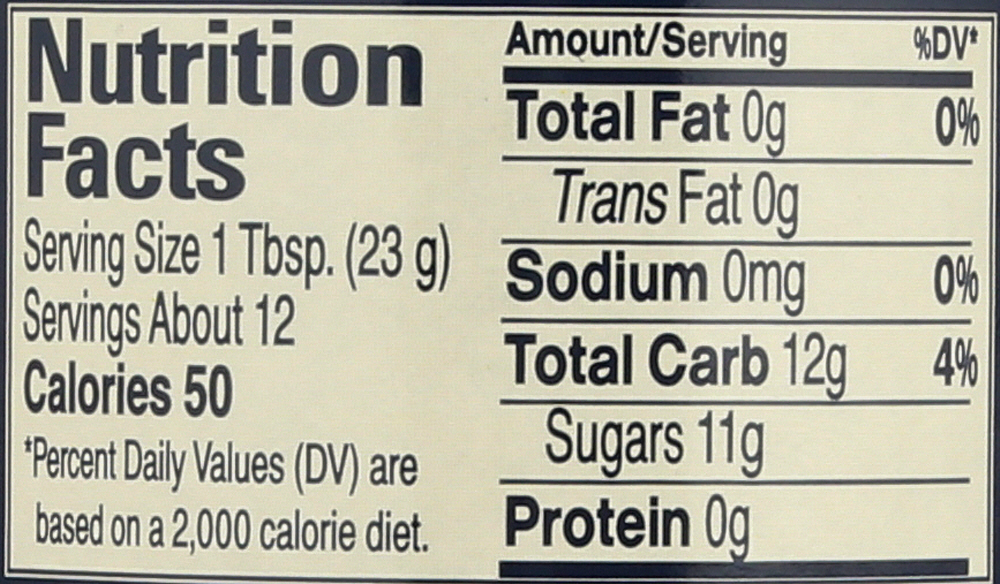 Nutrition
Facts
Serving Size 1 Tbsp. (23 g)
Servings About 12
Calories 50
*Percent Daily Values (DV) are
based on a 2,000 calorie diet.
Amount/Serving %DV*
Total Fat 0g 0%
Trans Fat 0g
Sodium 0mg 0%
Total Carb 12g 4%
Sugars 11g
Protein 0g